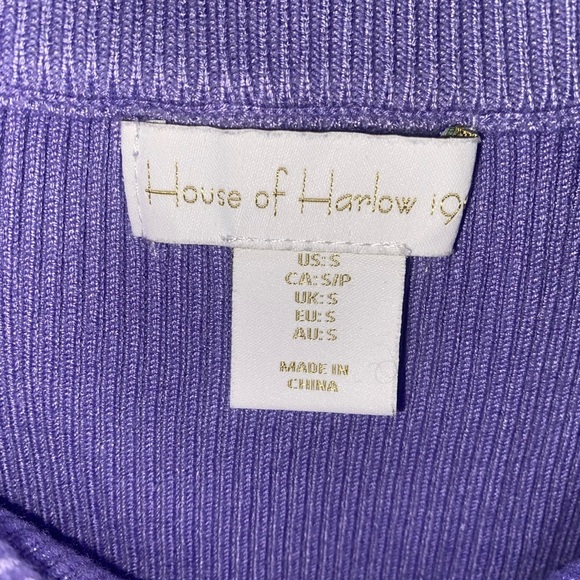 House of Harlow 19
US: S
CA: S/P
UK: S
EU: S
AU: S
MADE IN
CHINA